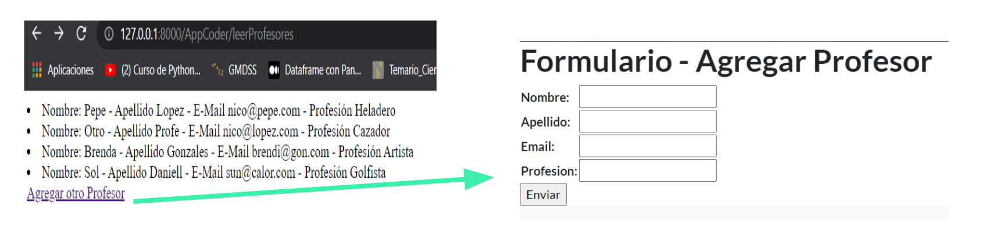 127.0.0.1:8000/AppCoder/leerProfesores
Aplicaciones (2) Curso de Python... GMDSS Dataframe con Pan... Temario_Cier
Nombre: Pepe - Apellido Lopez - E-Mail nico@pepe.com - Profesión Heladero
Nombre: Otro - Apellido Profe - E-Mail nico@lopez.com - Profesión Cazador
Nombre: Brenda - Apellido Gonzales - E-Mail brendi@gon.com - Profesión Artista
Nombre: Sol - Apellido Daniell - E-Mail sun@calor.com - Profesión Golfista
Agregar otro Profesor
Formulario - Agregar Profesor
Nombre:
Apellido:
Email:
Profesion:
Enviar